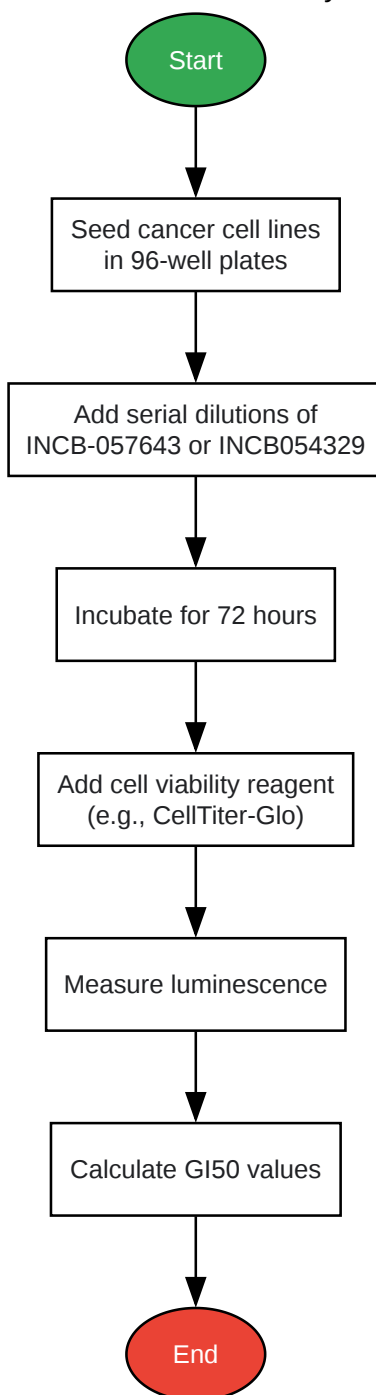 Start
Seed cancer cell lines
in 96-well plates
Add serial dilutions of
INCB-057643 or INCB054329
Incubate for 72 hours
Add cell viability reagent
(e.g., CellTiter-Glo)
Measure luminescence
Calculate GI50 values
End